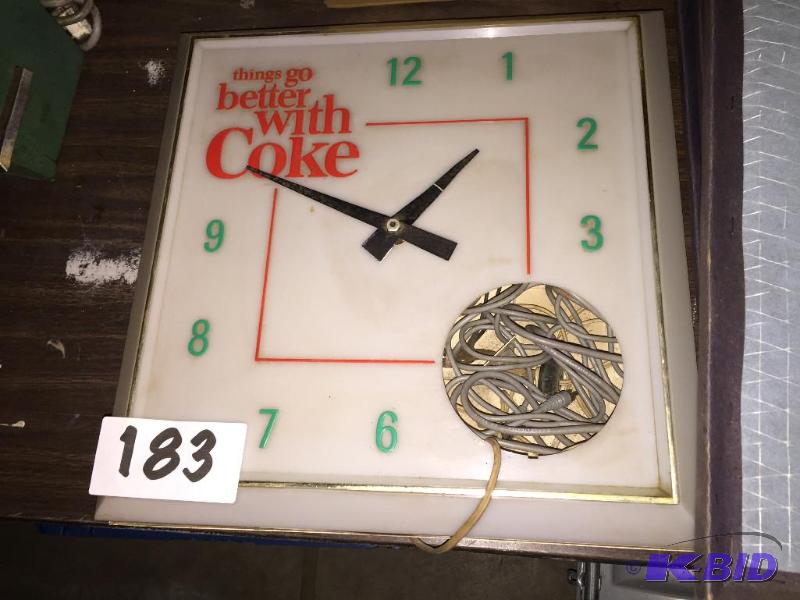 things go
better
with
Coke
12
1
2
3
9
8
7
6
183
K-BID